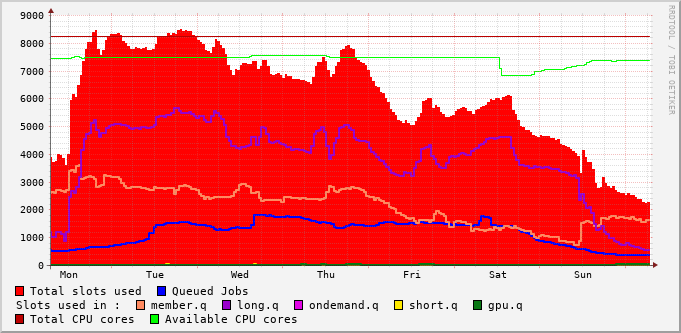 9000
8000
7000
6000
5000
4000
3000
2000
1000
0
Mon Tue Wed Thu Fri Sat Sun
RRDTOOL / TOBI OETIKER
Total slots used Queued Jobs
Slots used in : member.q long.q ondemand.q short.q gpu.q
Total CPU cores Available CPU cores